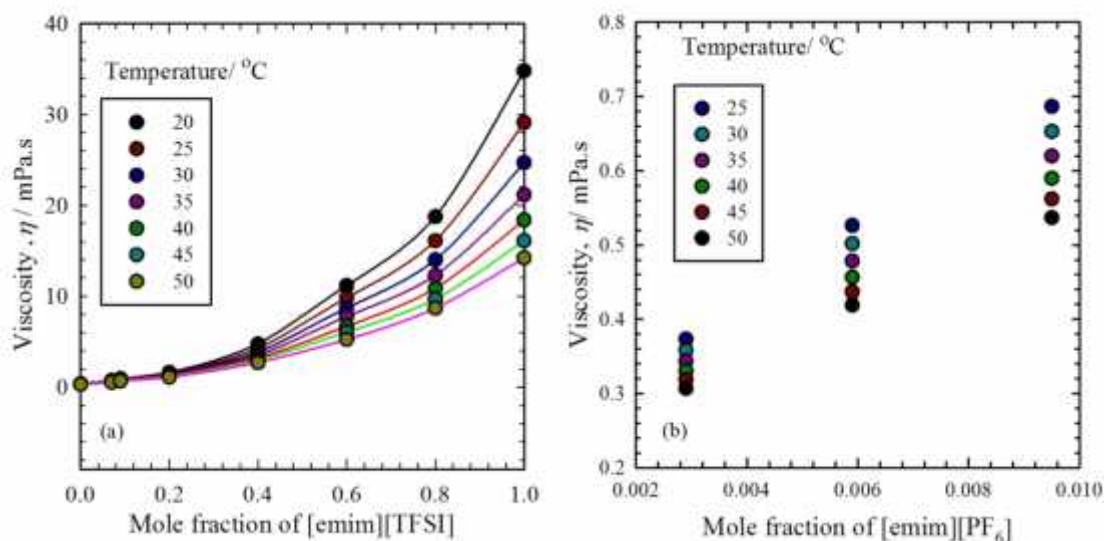 40
30
20
10
0
Viscosity . η / mPa.s
Temperature/ °C
20
25
30
35
40
45
50
(a)
0.0 0.2 0.4 0.6 0.8 1.0
Mole fraction of [emim][TFSI]
0.8
0.7
0.6
0.5
0.4
0.3
0.2
Viscosity, η/ mPa.s
Temperature/ °C
25
30
35
40
45
50
(b)
0.002 0.004 0.006 0.008 0.010
Mole fraction of [emim][PF₆]